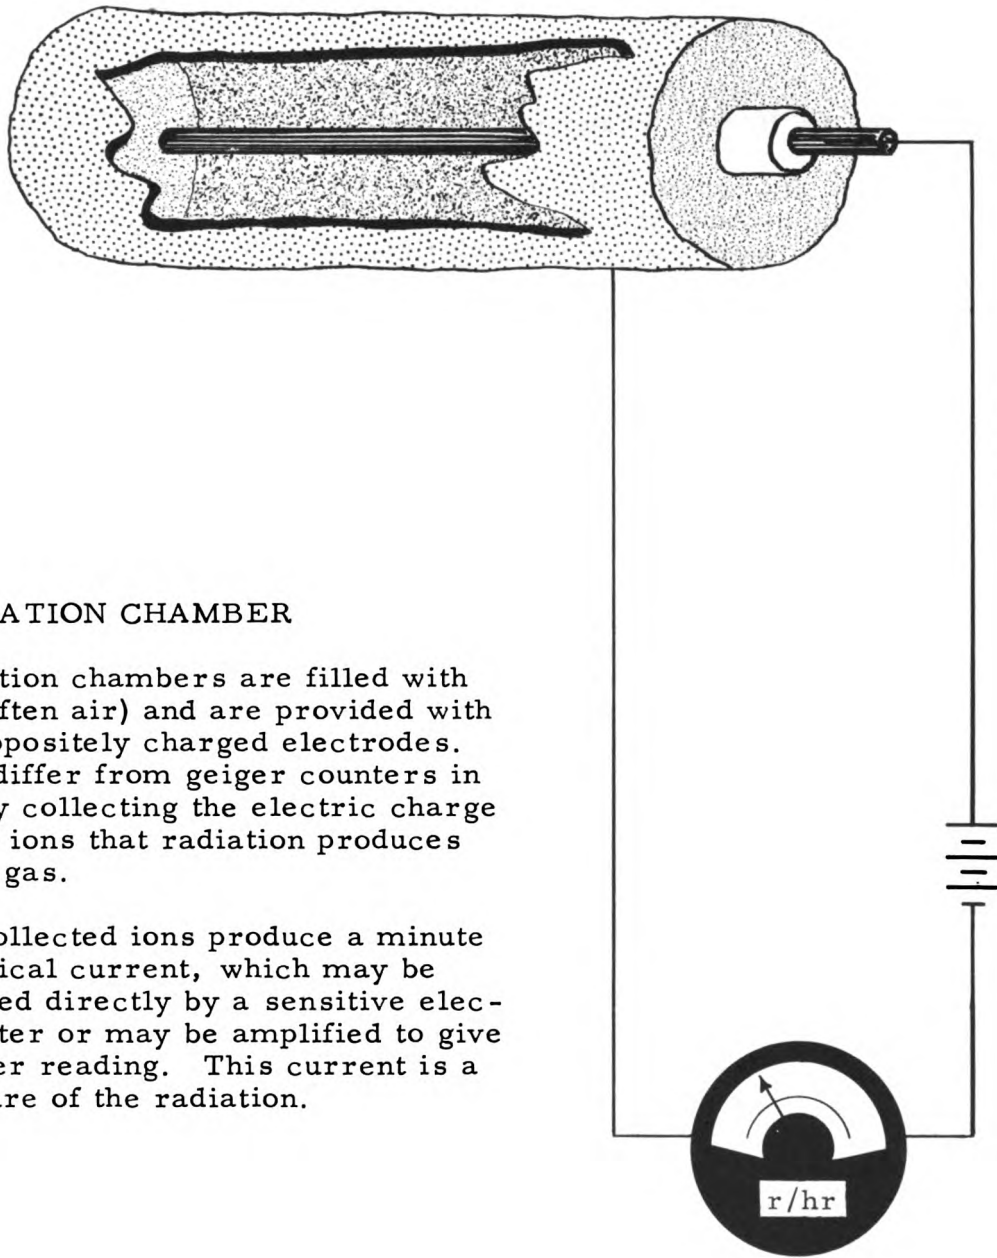 ATION CHAMBER
tion chambers are filled with
ften air) and are provided with
ppositely charged electrodes.
differ from geiger counters in
y collecting the electric charge
ions that radiation produces
gas.
ollected ions produce a minute
ical current, which may be
ed directly by a sensitive elec-
ter or may be amplified to give
er reading. This current is a
re of the radiation.
r/hr